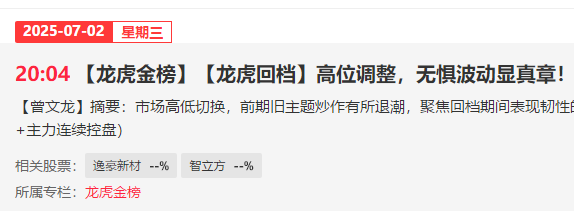 2025-07-02 星期三
20:04 【龙虎金榜】【龙虎回档】高位调整，无惧波动显真章！
【曾文龙】摘要：市场高低切换，前期旧主题炒作有所退潮，聚焦回档期间表现韧性的
+主力连续控盘)
相关股票： 逸豪新材 --% 智立方 --%
所属专栏： 龙虎金榜